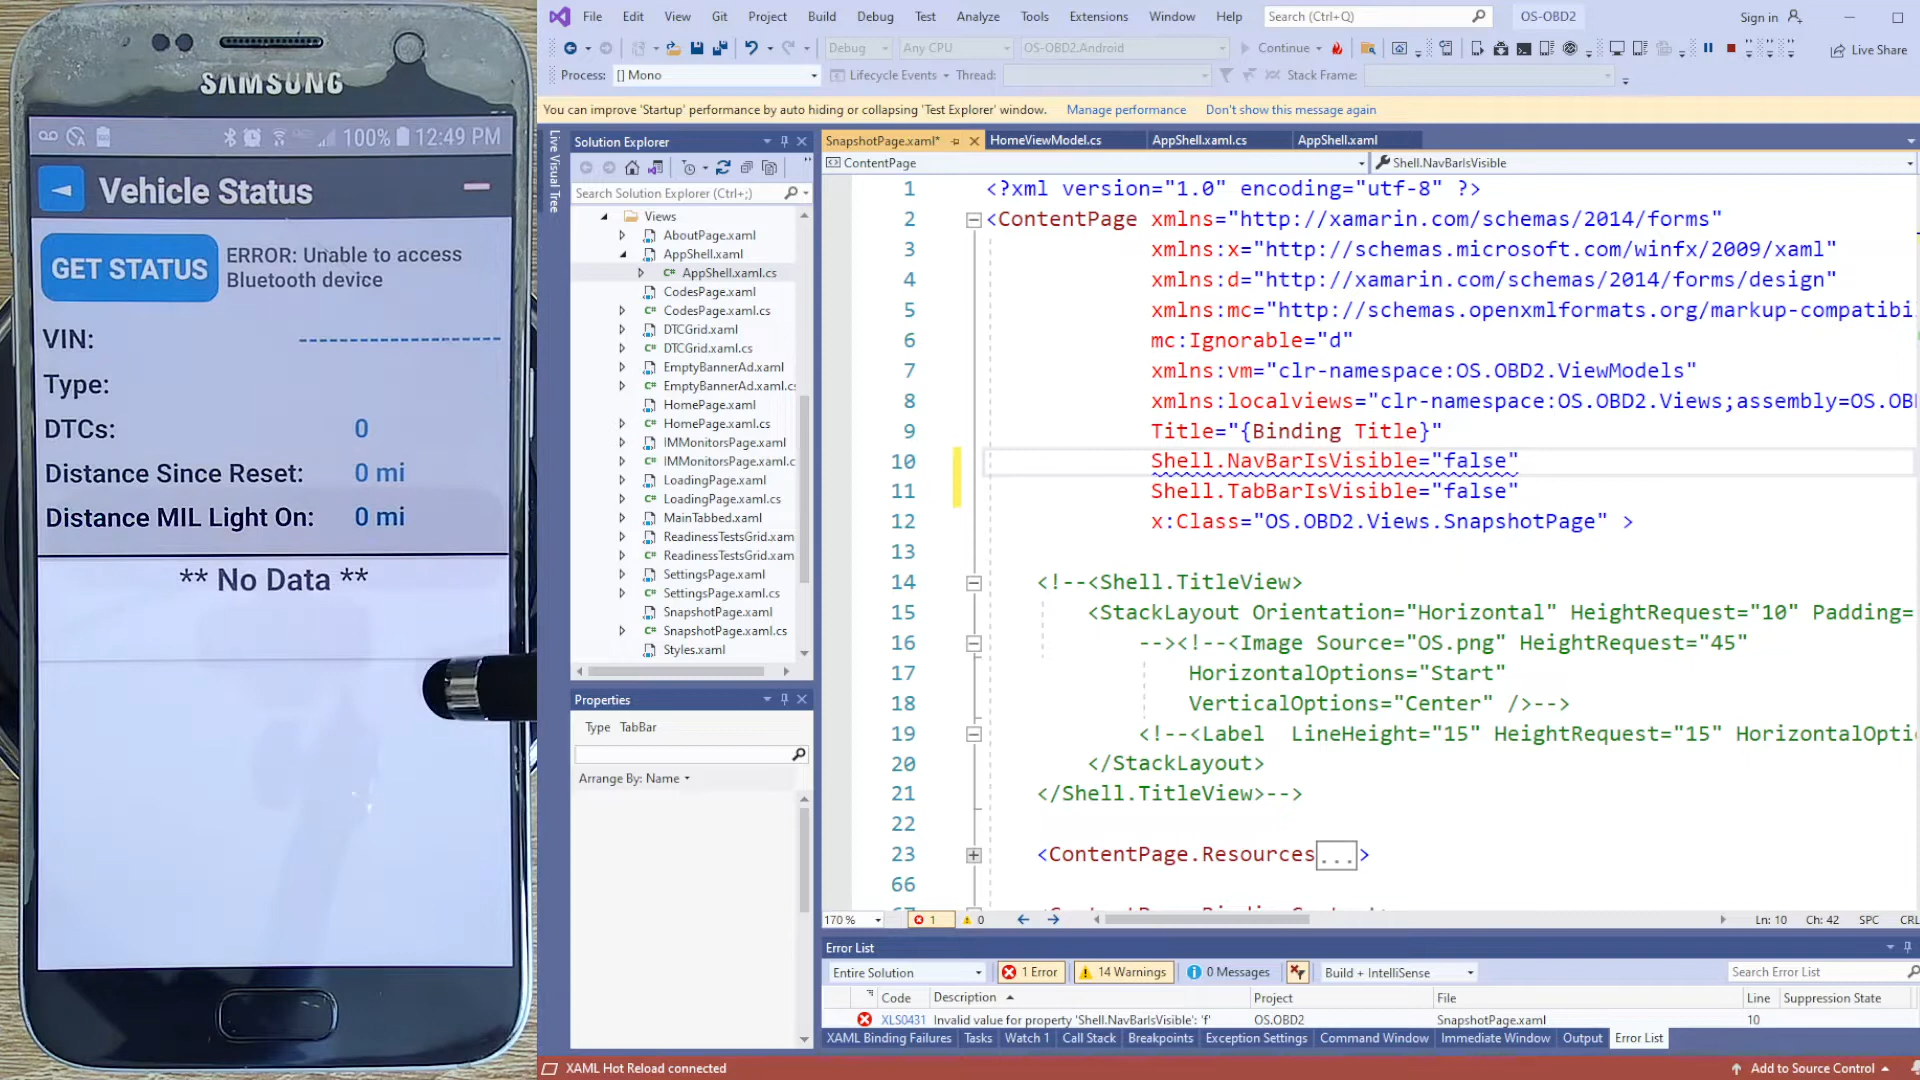 SAMSUNG
100% 12:49 PM
Vehicle Status
GET STATUS
ERROR: Unable to access
Bluetooth device
VIN: -----------------
Type:
DTCs: 0
Distance Since Reset: 0 mi
Distance MIL Light On: 0 mi
** No Data **
File Edit View Git Project Build Debug Test Analyze Tools Extensions Window Help Search (Ctrl+Q) OS-OBD2 Sign in
Debug Any CPU OS-OBD2.Android Continue Live Share
Process: [] Mono Lifecycle Events Thread: Stack Frame:
You can improve 'Startup' performance by auto hiding or collapsing 'Test Explorer' window. Manage performance Don't show this message again
Live Visual Tree
Solution Explorer
Search Solution Explorer (Ctrl+;)
Views
AboutPage.xaml
AppShell.xaml
C# AppShell.xaml.cs
CodesPage.xaml
C# CodesPage.xaml.cs
DTCGrid.xaml
C# DTCGrid.xaml.cs
EmptyBannerAd.xaml
C# EmptyBannerAd.xaml.cs
HomePage.xaml
C# HomePage.xaml.cs
IMMonitorsPage.xaml
C# IMMonitorsPage.xaml.c
LoadingPage.xaml
C# LoadingPage.xaml.cs
MainTabbed.xaml
ReadinessTestsGrid.xam
C# ReadinessTestsGrid.xam
SettingsPage.xaml
C# SettingsPage.xaml.cs
SnapshotPage.xaml
C# SnapshotPage.xaml.cs
Styles.xaml
Properties
Type TabBar
Arrange By: Name
SnapshotPage.xaml* HomeViewModel.cs AppShell.xaml.cs AppShell.xaml
ContentPage Shell.NavBarIsVisible
1 <?xml version="1.0" encoding="utf-8" ?>
2 <ContentPage xmlns="http://xamarin.com/schemas/2014/forms"
3 xmlns:x="http://schemas.microsoft.com/winfx/2009/xaml"
4 xmlns:d="http://xamarin.com/schemas/2014/forms/design"
5 xmlns:mc="http://schemas.openxmlformats.org/markup-compatibi
6 mc:Ignorable="d"
7 xmlns:vm="clr-namespace:OS.OBD2.ViewModels"
8 xmlns:localviews="clr-namespace:OS.OBD2.Views;assembly=OS.OB
9 Title="{Binding Title}"
10 Shell.NavBarIsVisible="false"
11 Shell.TabBarIsVisible="false"
12 x:Class="OS.OBD2.Views.SnapshotPage" >
13
14 <!--<Shell.TitleView>
15 <StackLayout Orientation="Horizontal" HeightRequest="10" Padding=
16 --><!--<Image Source="OS.png" HeightRequest="45"
17 HorizontalOptions="Start"
18 VerticalOptions="Center" />-->
19 <!--<Label LineHeight="15" HeightRequest="15" HorizontalOpti
20 </StackLayout>
21 </Shell.TitleView>-->
22
23 <ContentPage.Resources...>
66
170 % 1 0 Ln: 10 Ch: 42 SPC CRL
Error List
Entire Solution 1 Error 14 Warnings 0 Messages Build + IntelliSense Search Error List
Code Description Project File Line Suppression State
XLS0431 Invalid value for property 'Shell.NavBarIsVisible': 'f' OS.OBD2 SnapshotPage.xaml 10
XAML Binding Failures Tasks Watch 1 Call Stack Breakpoints Exception Settings Command Window Immediate Window Output Error List
XAML Hot Reload connected Add to Source Control